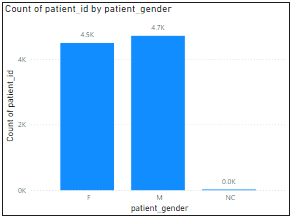 Count of patient_id by patient_gender
4.7K
4.5K
4K
2K
0.0K
0K
Count of patient_id
F M NC
patient_gender